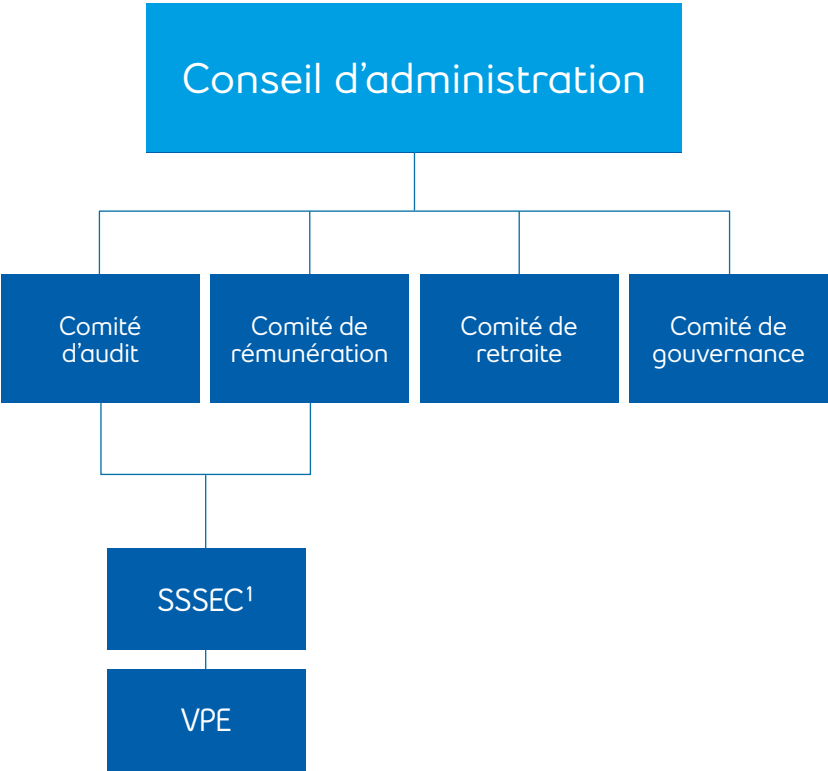 Conseil d'administration
Comité
d'audit
Comité de
rémunération
Comité de
retraite
Comité de
gouvernance
SSSEC¹
VPE